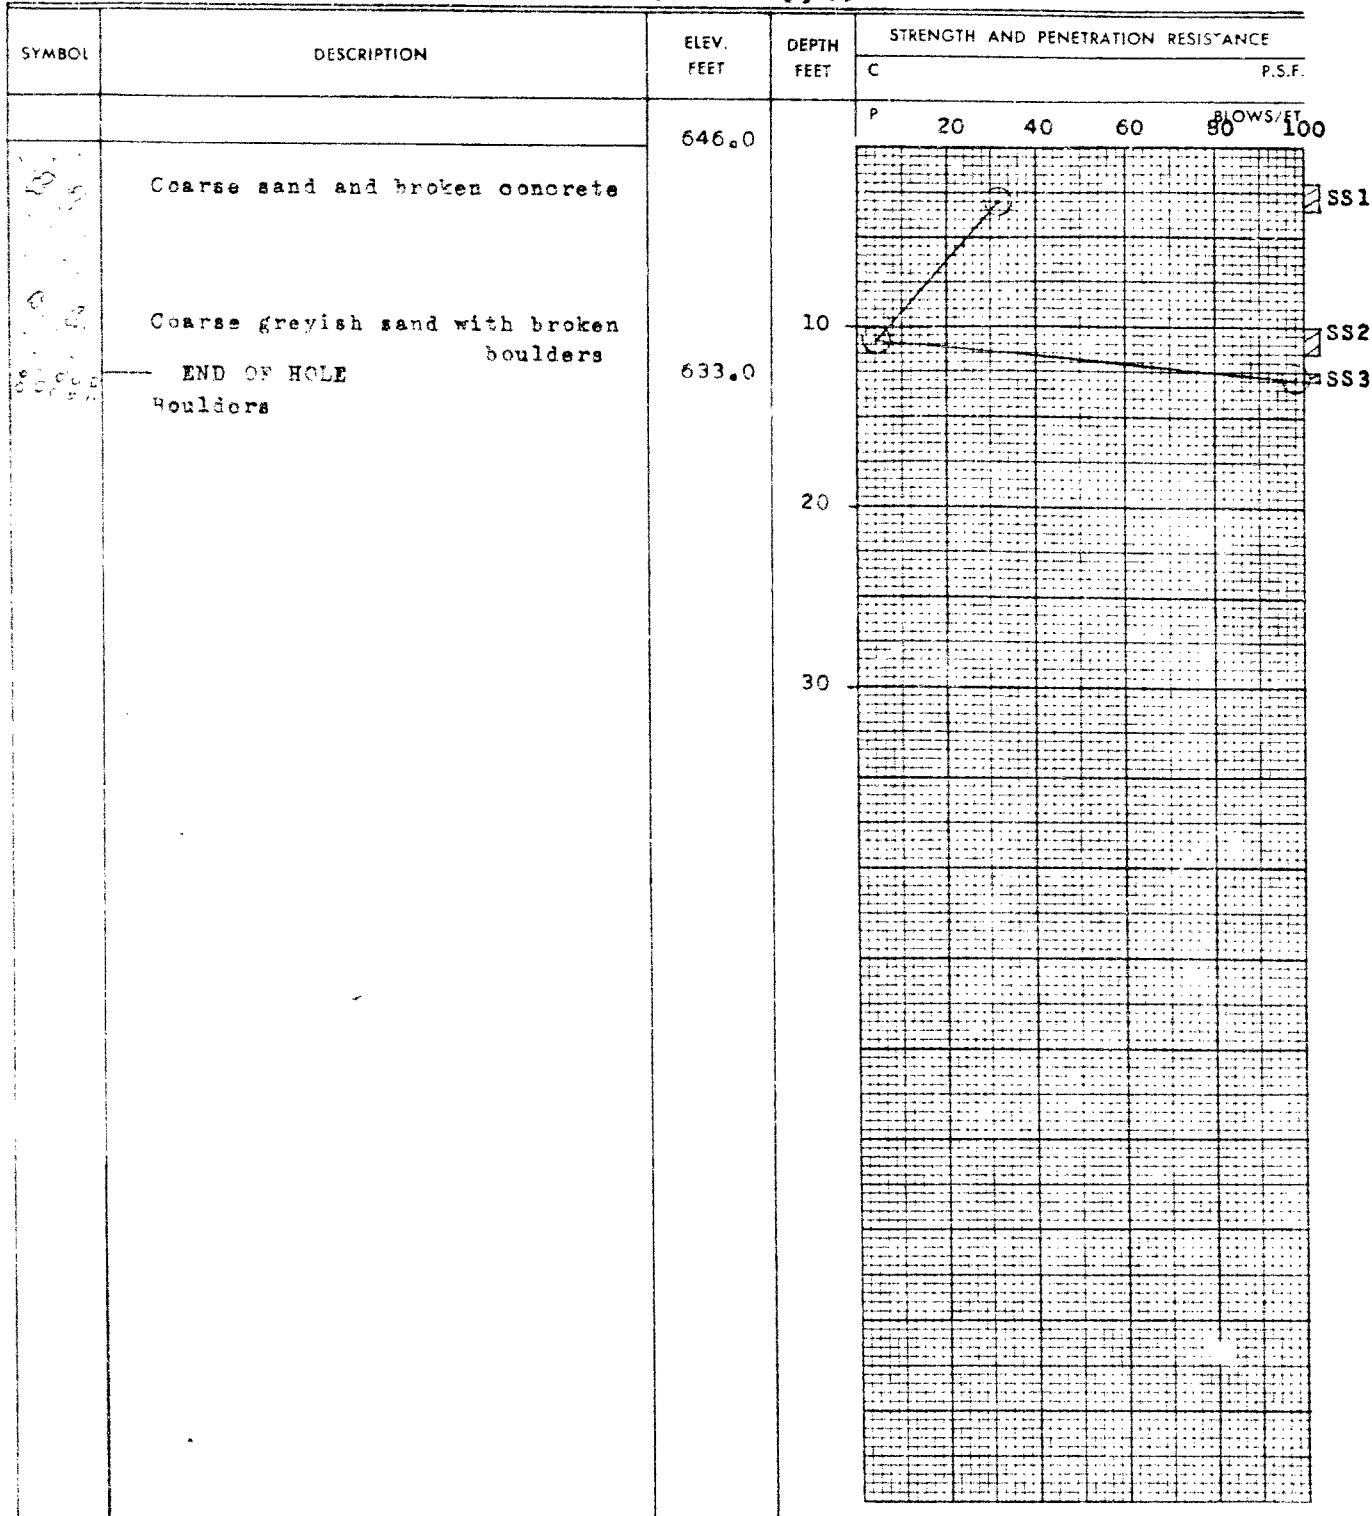 SYMBOL DESCRIPTION ELEV. FEET DEPTH FEET STRENGTH AND PENETRATION RESISTANCE
C P.S.F.
P BLOWS/FT
20 40 60 80 100
646.0
Coarse sand and broken concrete
SS1
Coarse greyish sand with broken
boulders
10
SS2
END OF HOLE
633.0
SS3
Boulders
20
30